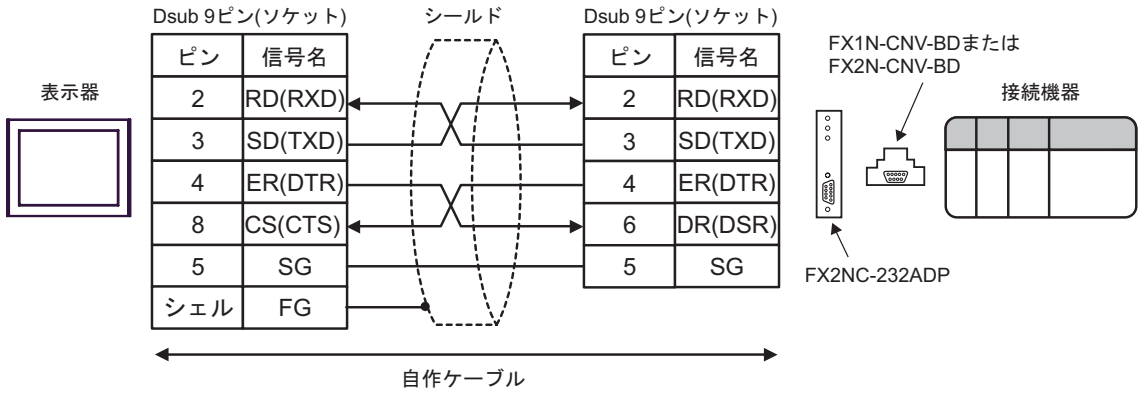 Dsub 9ピン(ソケット)
シールド
Dsub 9ピン(ソケット)
表示器
ピン 信号名
2 RD(RXD)
3 SD(TXD)
4 ER(DTR)
8 CS(CTS)
5 SG
シェル FG
ピン 信号名
2 RD(RXD)
3 SD(TXD)
4 ER(DTR)
6 DR(DSR)
5 SG
FX1N-CNV-BDまたは
FX2N-CNV-BD
接続機器
FX2NC-232ADP
自作ケーブル